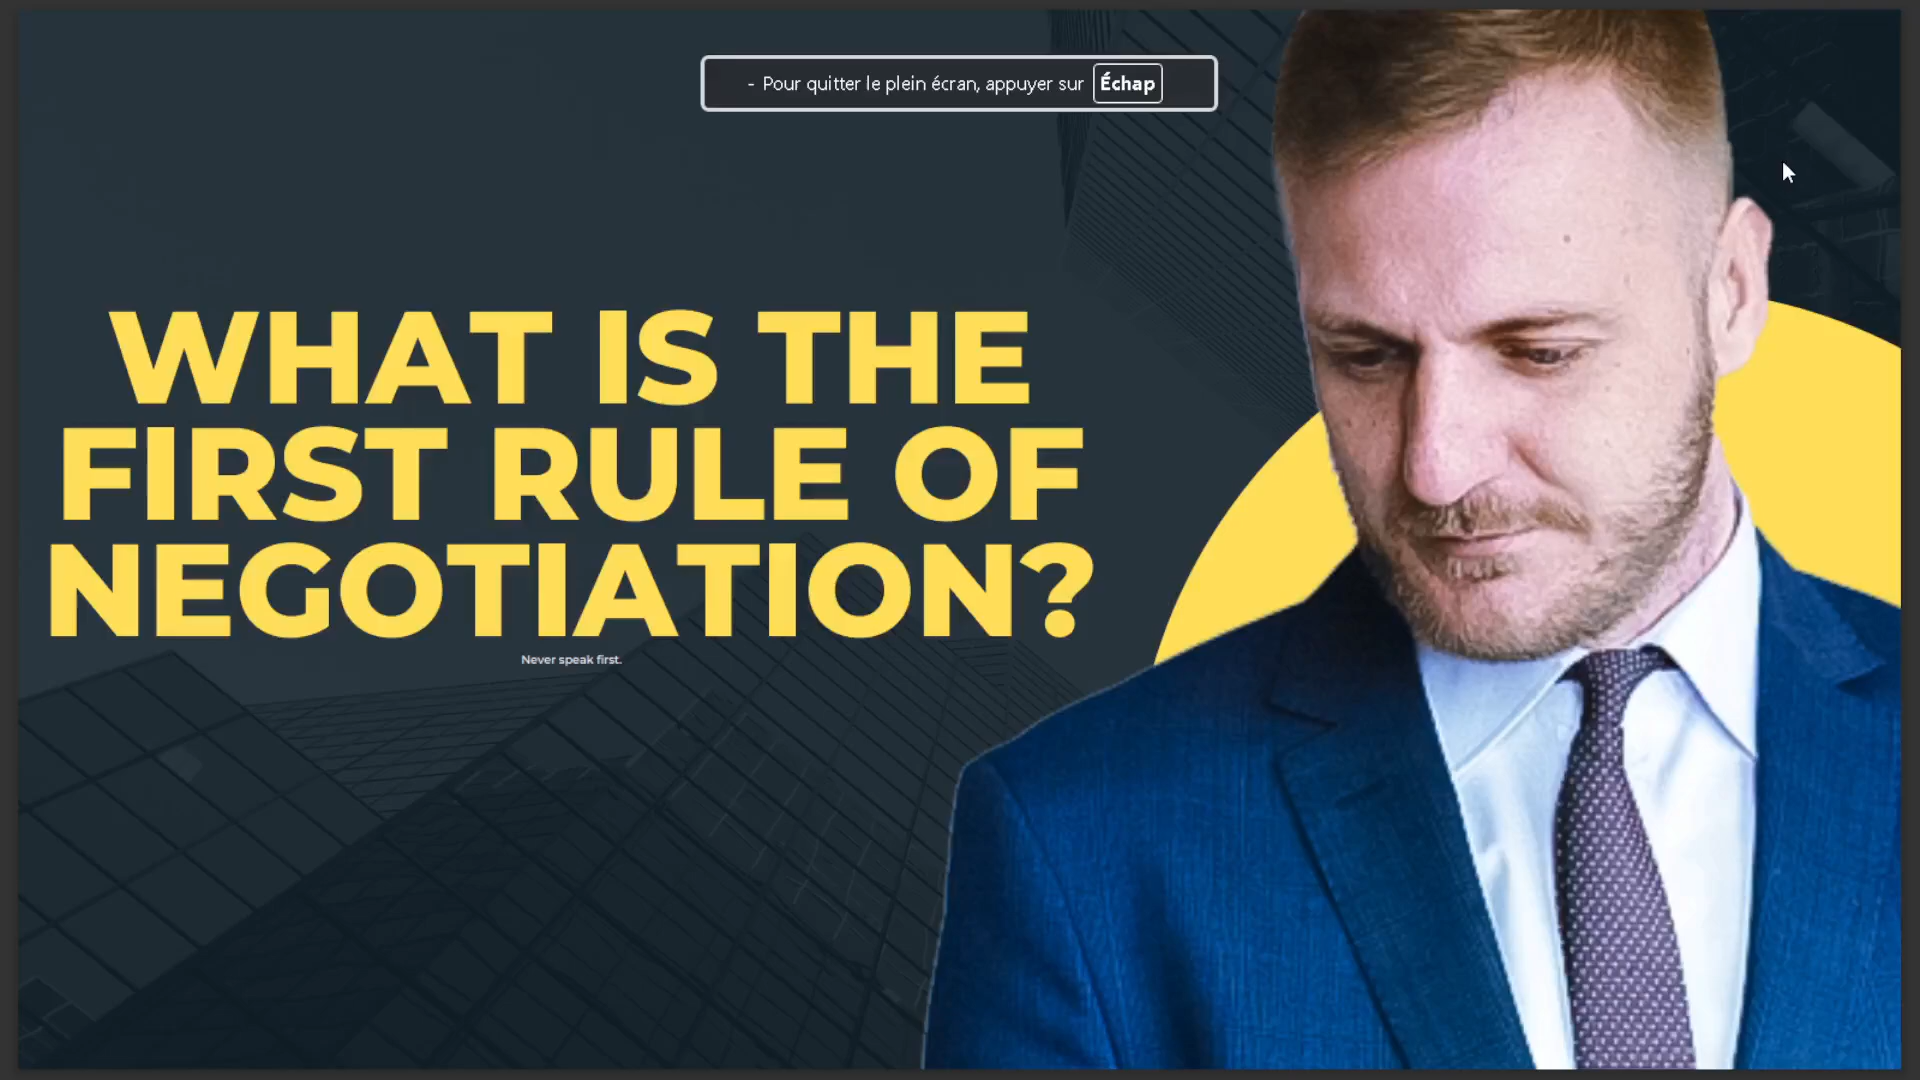 - Pour quitter le plein écran, appuyer sur Échap
WHAT IS THE
FIRST RULE OF
NEGOTIATION?
Never speak first.